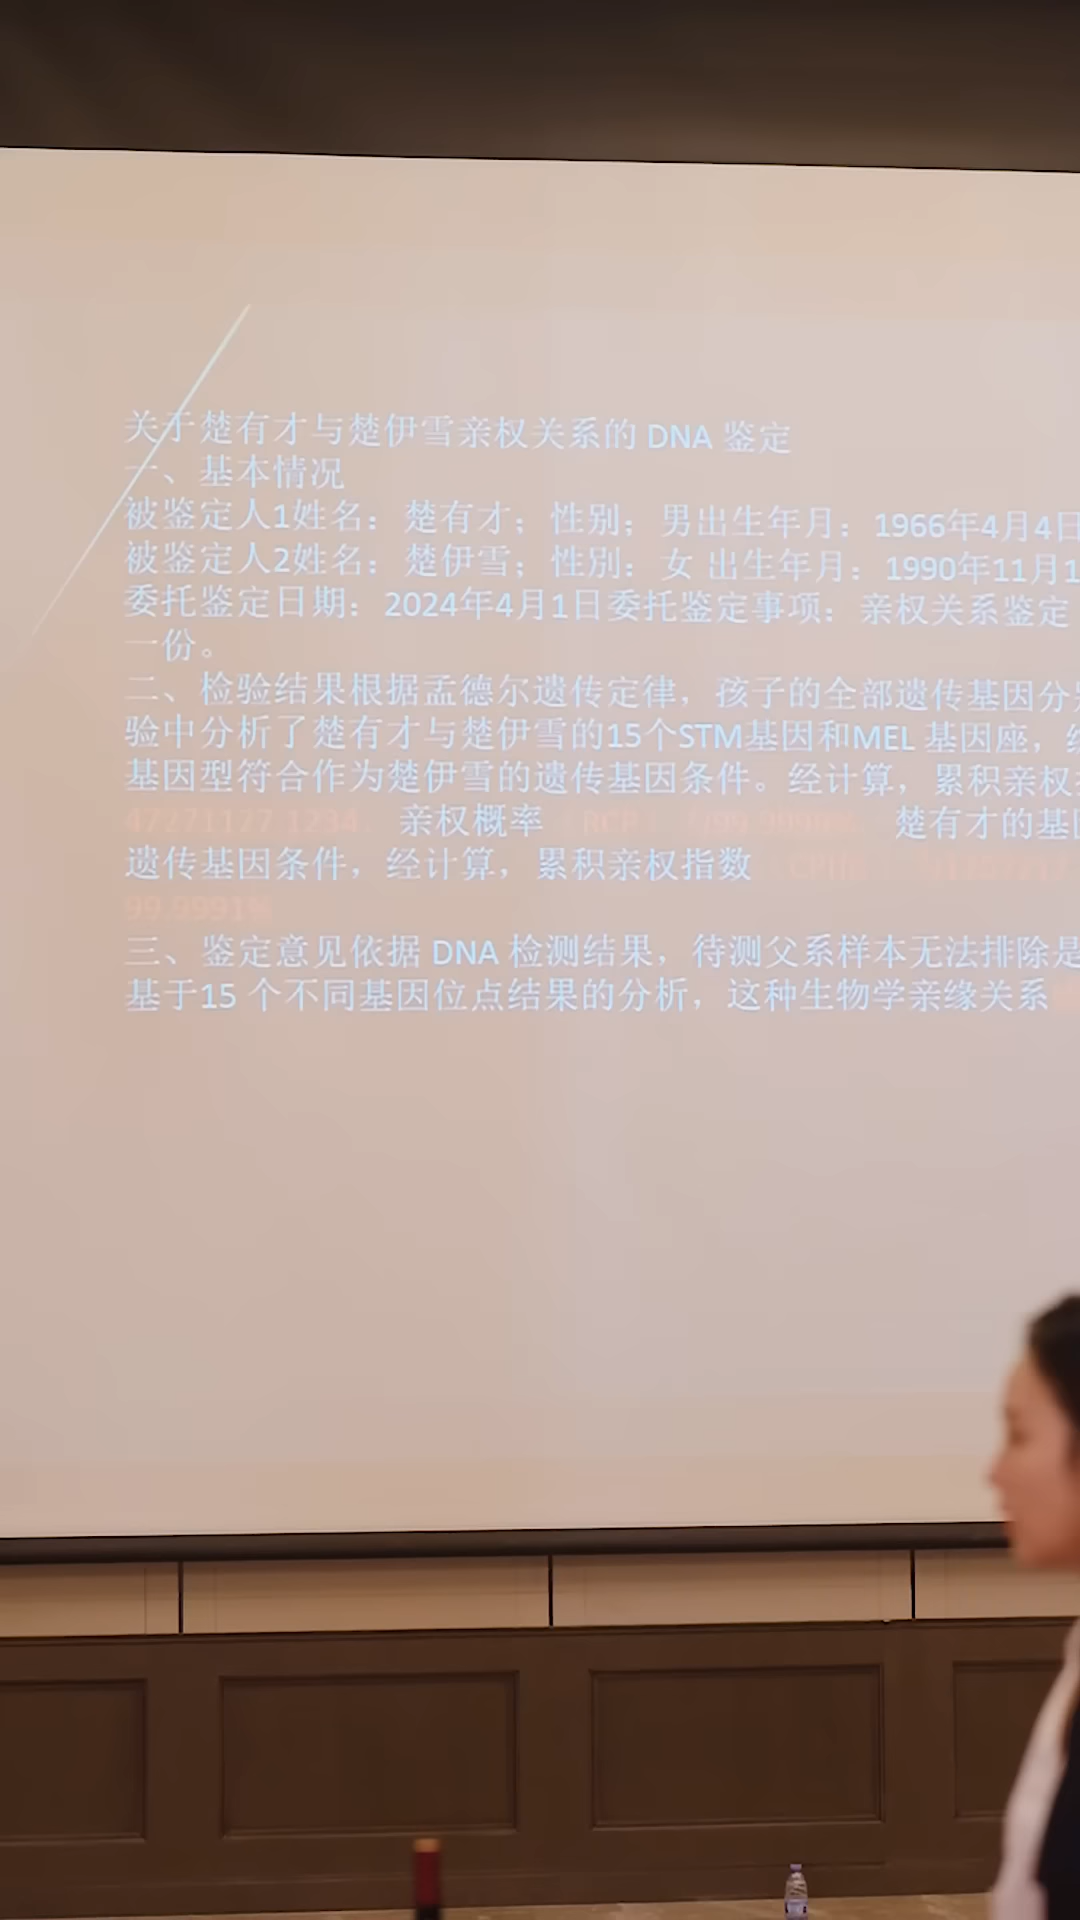 关于楚有才与楚伊雪亲权关系的 DNA 鉴定
一、基本情况
被鉴定人1姓名：楚有才；性别；男出生年月：1966年4月4日
被鉴定人2姓名：楚伊雪；性别：女 出生年月：1990年11月1
委托鉴定日期：2024年4月1日委托鉴定事项：亲权关系鉴定
一份。
二、检验结果根据孟德尔遗传定律，孩子的全部遗传基因分
验中分析了楚有才与楚伊雪的15个STM基因和MEL 基因座，
基因型符合作为楚伊雪的遗传基因条件。经计算，累积亲权
47271127.1234. 亲权概率 （RCP） 楚有才的基
遗传基因条件，经计算，累积亲权指数
99.9991%
三、鉴定意见依据 DNA 检测结果，待测父系样本无法排除是
基于15 个不同基因位点结果的分析，这种生物学亲缘关系